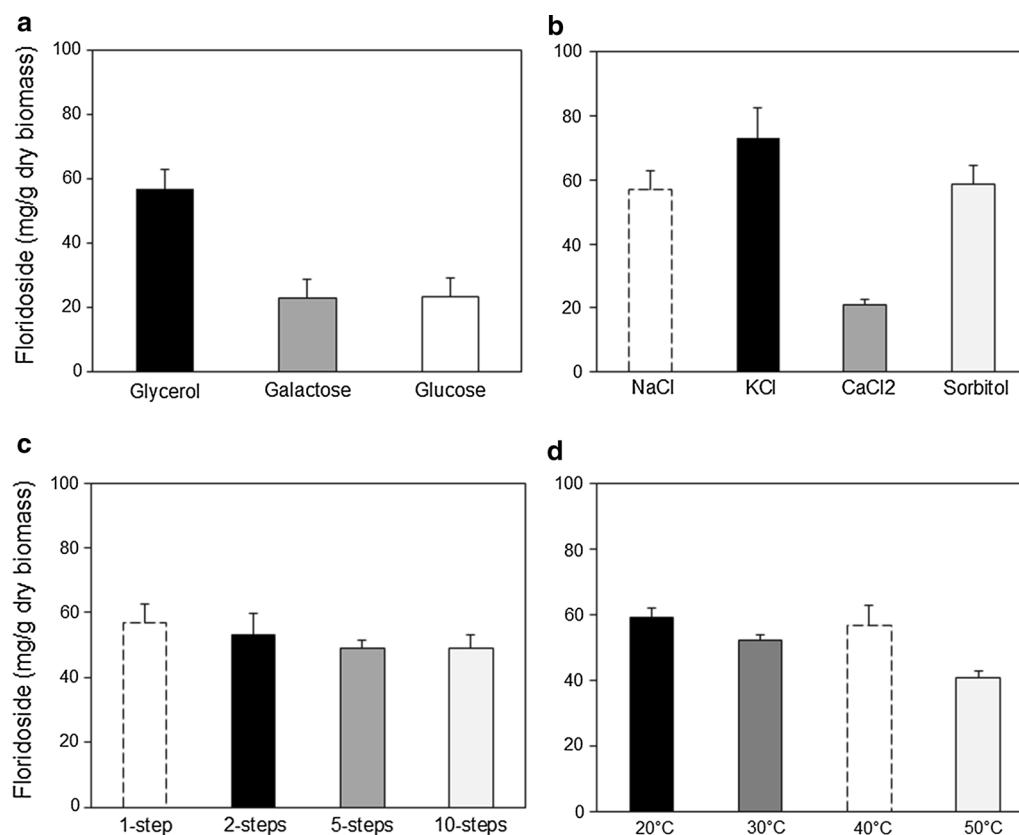 a
Floridoside (mg/g dry biomass)
100
80
60
40
20
0
Glycerol Galactose Glucose
b
100
80
60
40
20
0
NaCl KCl CaCl2 Sorbitol
c
Floridoside (mg/g dry biomass)
100
80
60
40
20
0
1-step 2-steps 5-steps 10-steps
d
100
80
60
40
20
0
20°C 30°C 40°C 50°C